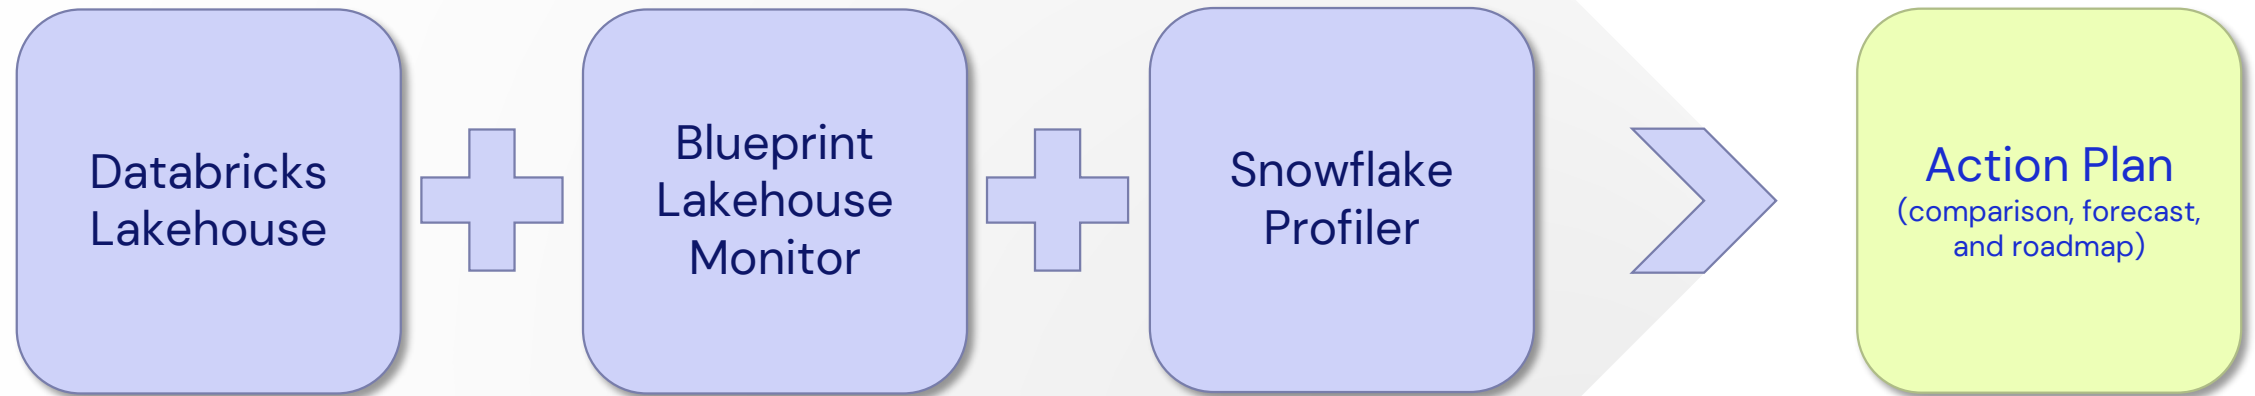 Databricks
Lakehouse
Blueprint
Lakehouse
Monitor
Snowflake
Profiler
Action Plan
(comparison, forecast,
and roadmap)